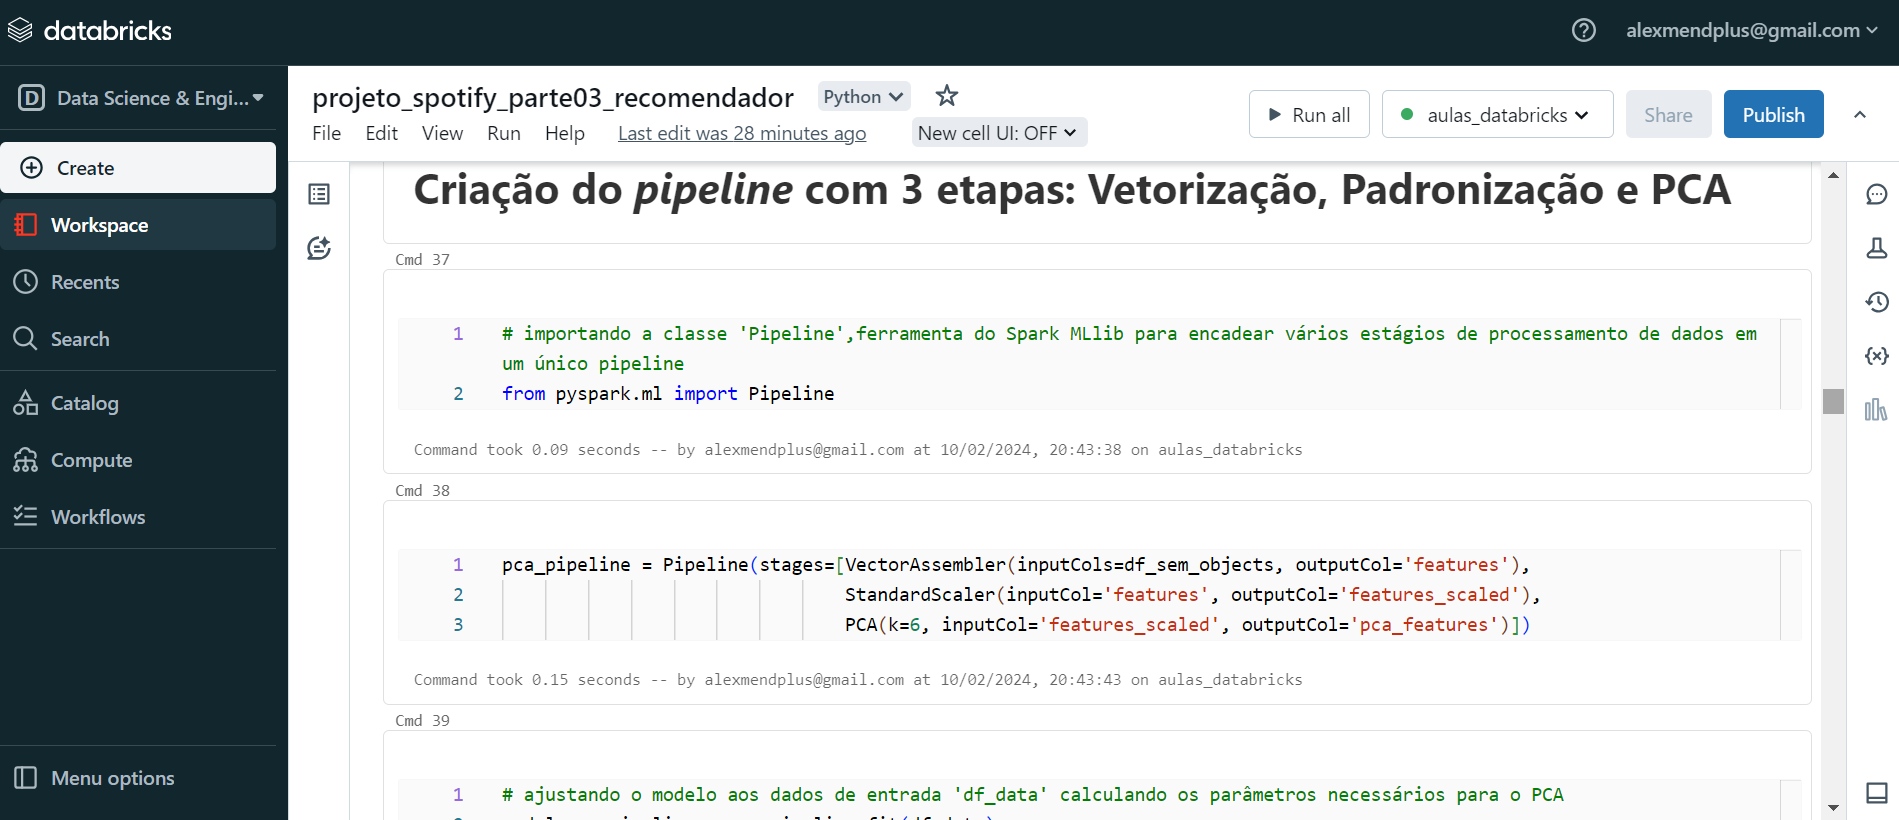 databricks
alexmendplus@gmail.com
D Data Science & Engi...
projeto_spotify_parte03_recomendador Python
File Edit View Run Help Last edit was 28 minutes ago New cell UI: OFF
Run all aulas_databricks Share Publish
Create
Workspace
Recents
Search
Catalog
Compute
Workflows
Menu options
Criação do pipeline com 3 etapas: Vetorização, Padronização e PCA
Cmd 37
1 # importando a classe 'Pipeline',ferramenta do Spark MLlib para encadear vários estágios de processamento de dados em
um único pipeline
2 from pyspark.ml import Pipeline
Command took 0.09 seconds -- by alexmendplus@gmail.com at 10/02/2024, 20:43:38 on aulas_databricks
Cmd 38
1 pca_pipeline = Pipeline(stages=[VectorAssembler(inputCols=df_sem_objects, outputCol='features'),
2 StandardScaler(inputCol='features', outputCol='features_scaled'),
3 PCA(k=6, inputCol='features_scaled', outputCol='pca_features')])
Command took 0.15 seconds -- by alexmendplus@gmail.com at 10/02/2024, 20:43:43 on aulas_databricks
Cmd 39
1 # ajustando o modelo aos dados de entrada 'df_data' calculando os parâmetros necessários para o PCA